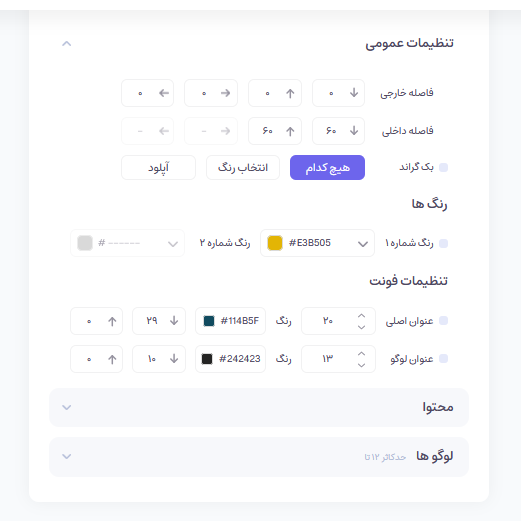 تنظیمات عمومی
فاصله خارجی ۰ ۰ ۰ ۰
فاصله داخلی ۶۰ ۶۰ - -
بک گراند هیچ کدام انتخاب رنگ آپلود
رنگ ها
رنگ شماره ۱ #E3B505 رنگ شماره ۲ # ------
تنظیمات فونت
عنوان اصلی ۲۰ رنگ #114B5F ۲۹ ۰
عنوان لوگو ۱۳ رنگ #242423 ۱۰ ۰
محتوا
لوگو ها حدکاثر ۱۲ تا